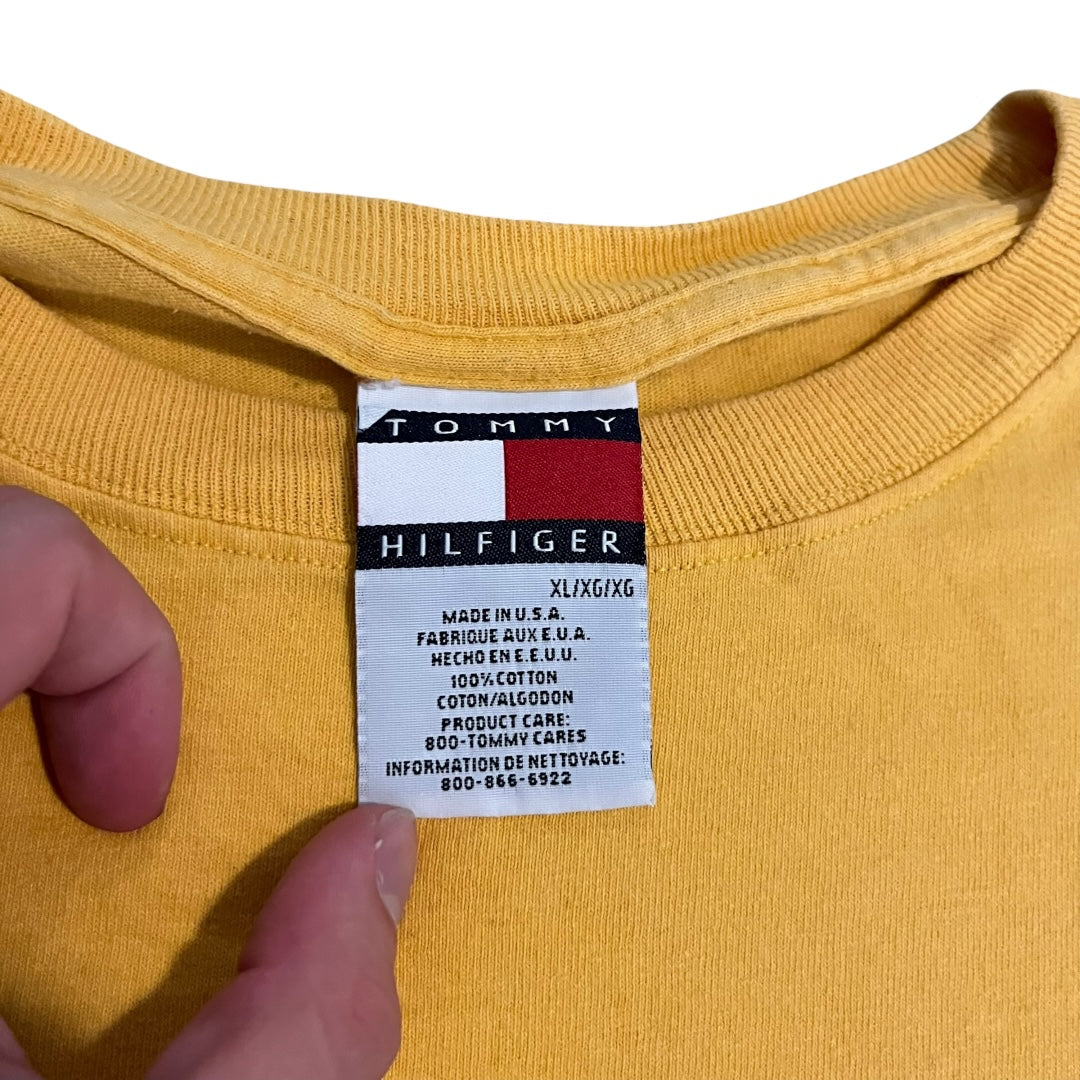 TOMMY
HILFIGER
XL/XG/XG
MADE IN U.S.A.
FABRIQUE AUX E.U.A.
HECHO EN E.E.U.U.
100% COTTON
COTON/ALGODON
PRODUCT CARE:
800-TOMMY CARES
INFORMATION DE NETTOYAGE:
800-866-6922